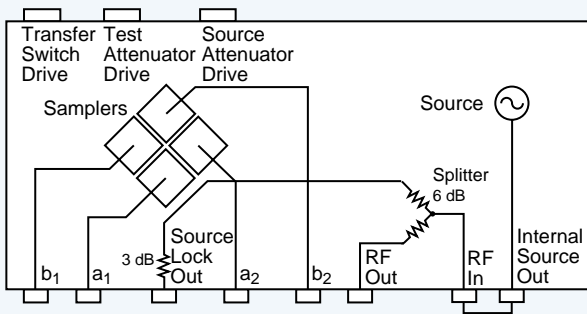 Transfer
Switch
Drive
Test
Attenuator
Drive
Source
Attenuator
Drive
Samplers
Source
Splitter
6 dB
3 dB
Source
Lock
Out
b1
a1
a2
b2
RF
Out
RF
In
Internal
Source
Out